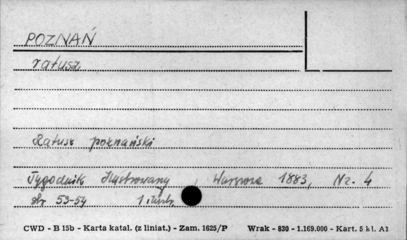 POZNAŃ
ratusz
Ratusz poznański
Tygodnik Ilustrowany, Warszawa 1883, Nr. 4
str 53-54 1 ryc.
CWD - B 15b - Karta katal. (z liniat.) - Zam. 1625/P Wrak - 830 - 1.169.000 - Kart. 5 kl. A1